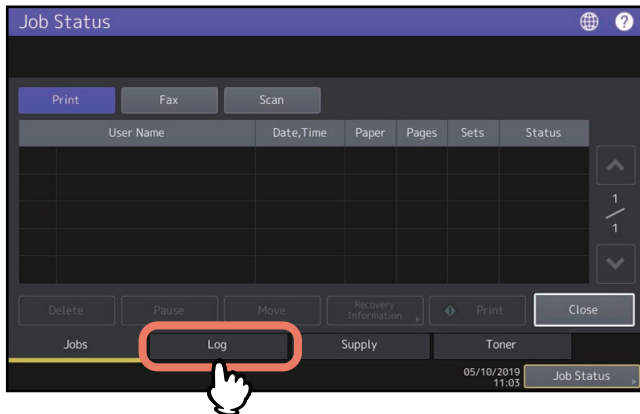 Job Status
?
Print Fax Scan
User Name Date,Time Paper Pages Sets Status
1
1
Delete Pause Move Recovery Information Print Close
Jobs Log Supply Toner
05/10/2019
11:03
Job Status